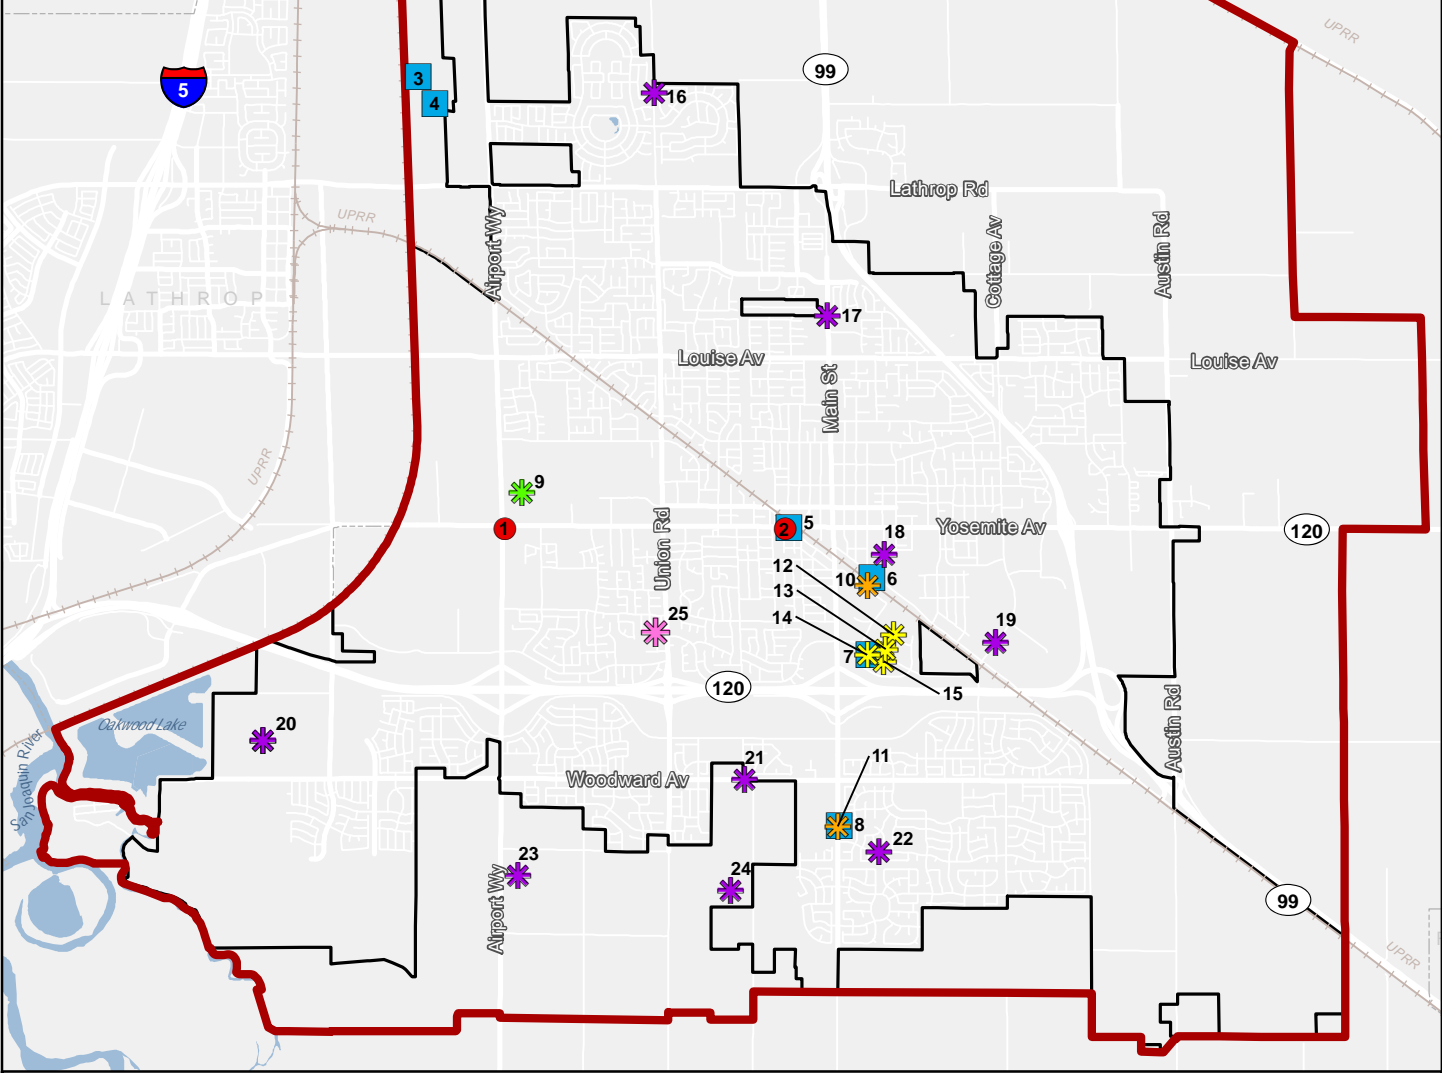 UPRR
99
5
3
4
16
Lathrop Rd
UPRR
Airport Wy
Cottage Av
Austin Rd
LATHROP
17
Louise Av
Louise Av
Main St
UPRR
9
1
2
5
Union Rd
Yosemite Av
120
18
12
10
6
13
14
25
19
7
120
15
Oakwood Lake
San Joaquin River
20
Austin Rd
21
11
Woodward Av
8
22
23
24
Airport Wy
99
UPRR